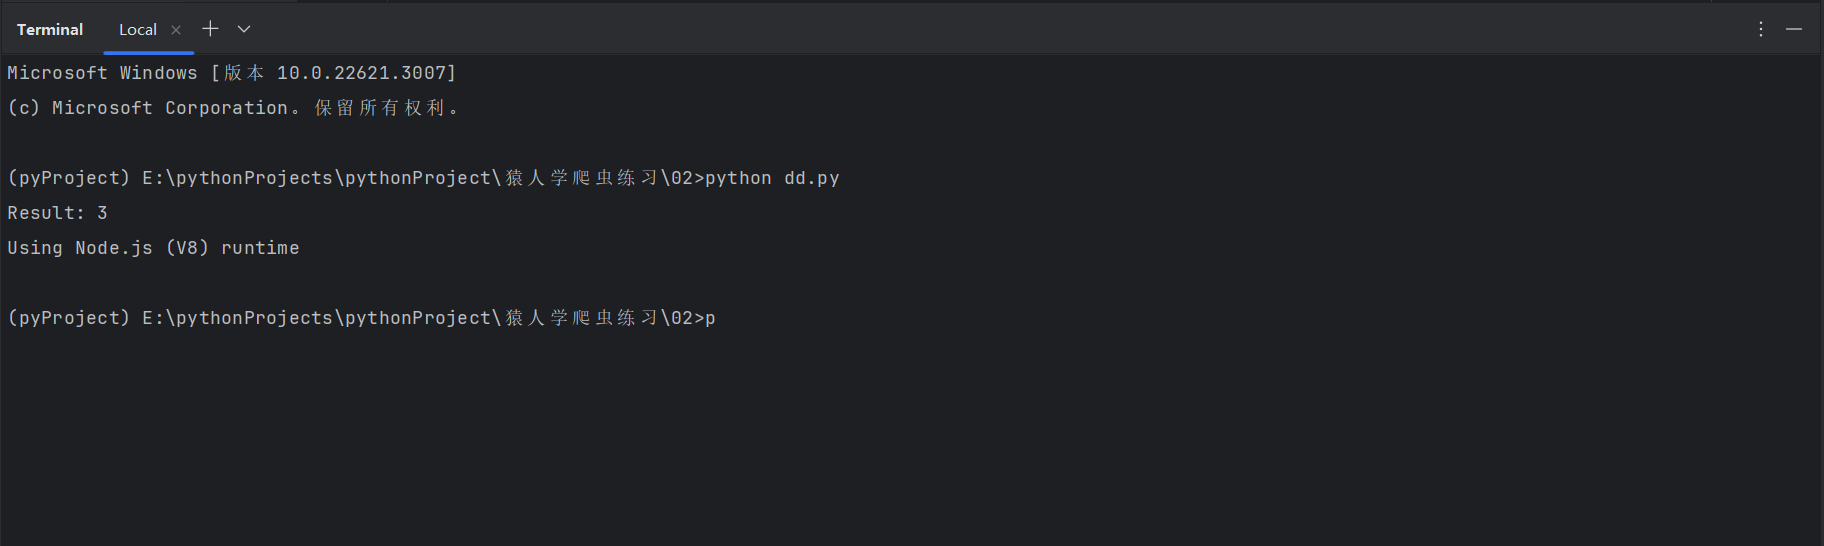 Terminal Local
Microsoft Windows [版本 10.0.22621.3007]
(c) Microsoft Corporation。保留所有权利。
(pyProject) E:\pythonProjects\pythonProject\猿人学爬虫练习\02>python dd.py
Result: 3
Using Node.js (V8) runtime
(pyProject) E:\pythonProjects\pythonProject\猿人学爬虫练习\02>p